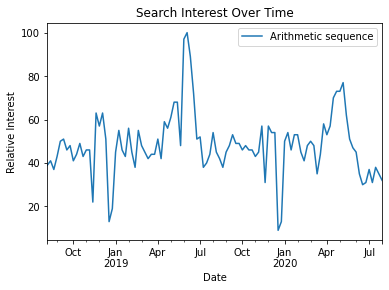 Search Interest Over Time
Arithmetic sequence
Relative Interest
100
80
60
40
20
Oct
Jan
2019
Apr
Jul
Oct
Jan
2020
Apr
Jul
Date